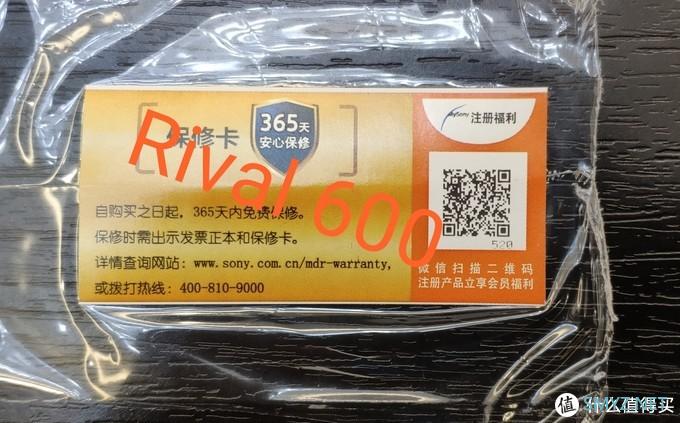 保修卡
365天
安心保修
Rival 600
自购买之日起，365天内免费保修。
保修时需出示发票正本和保修卡。
详情查询网站：www.sony.com.cn/mdr-warranty,
或拨打热线：400-810-9000
MySony 注册福利
520
微信扫描二维码
注册产品立享会员福利
值 什么值得买